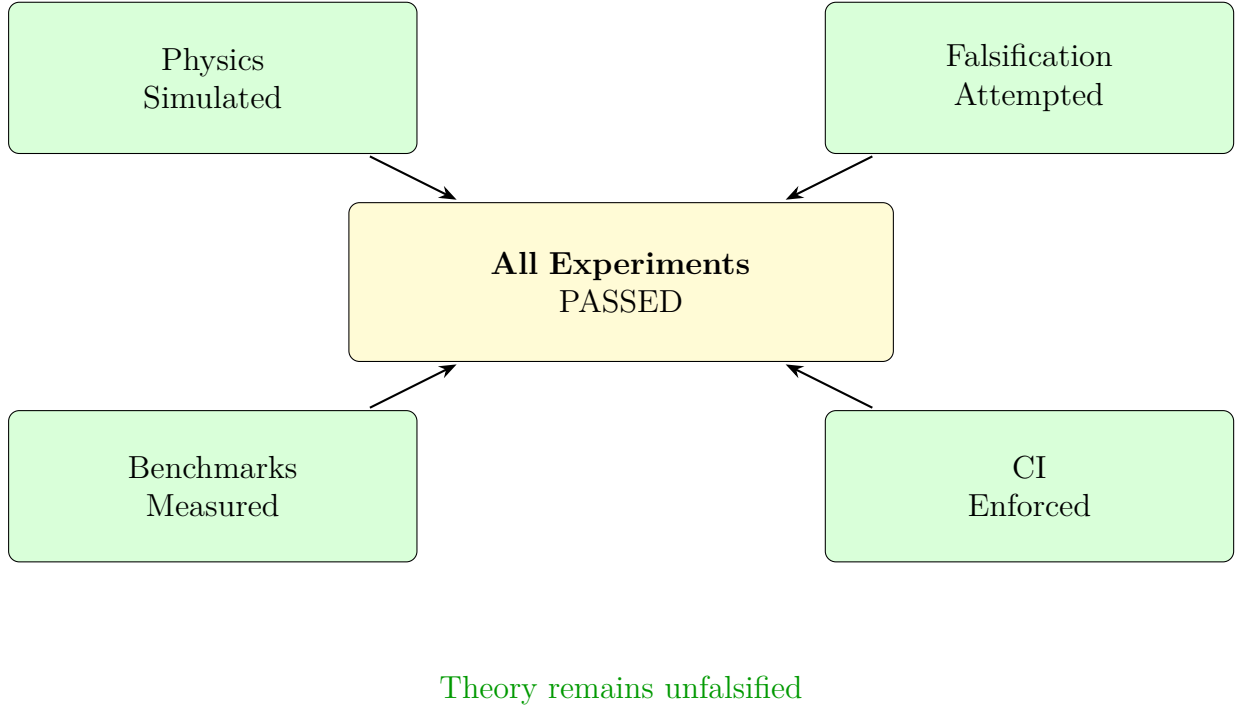 Physics
Simulated
Falsification
Attempted
All Experiments
PASSED
Benchmarks
Measured
CI
Enforced
Theory remains unfalsified